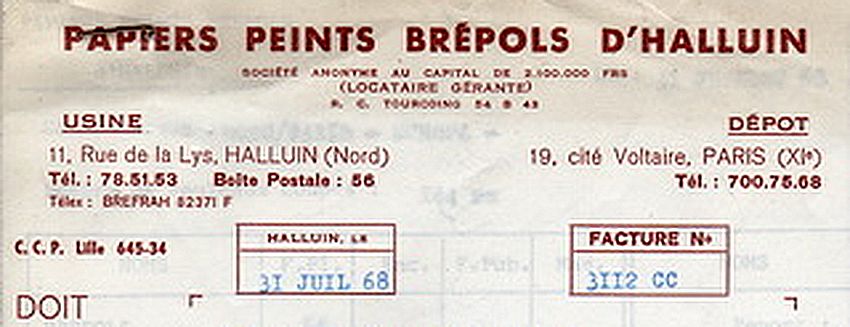 PAPIERS PEINTS BRÉPOLS D'HALLUIN
SOCIÉTÉ ANONYME AU CAPITAL DE 2.100.000 FRS
(LOCATAIRE GÉRANTE)
R. C. TOURCOING 54 B 43
USINE
11, Rue de la Lys, HALLUIN (Nord)
Tél. : 78.51.53 Boîte Postale : 56
Télex : BREFRAH 82371 F
DÉPOT
19, cité Voltaire, PARIS (XIe)
Tél. : 700.75.68
C. C. P. Lille 645-34
HALLUIN, LE
31 JUIL 68
FACTURE No
3112 CC
DOIT